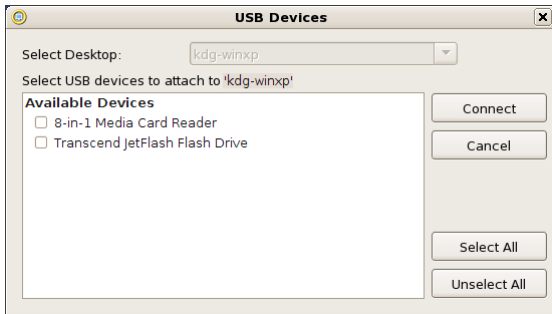 USB Devices
Select Desktop: kdg-winxp
Select USB devices to attach to 'kdg-winxp'
Available Devices
8-in-1 Media Card Reader
Transcend JetFlash Flash Drive
Connect
Cancel
Select All
Unselect All